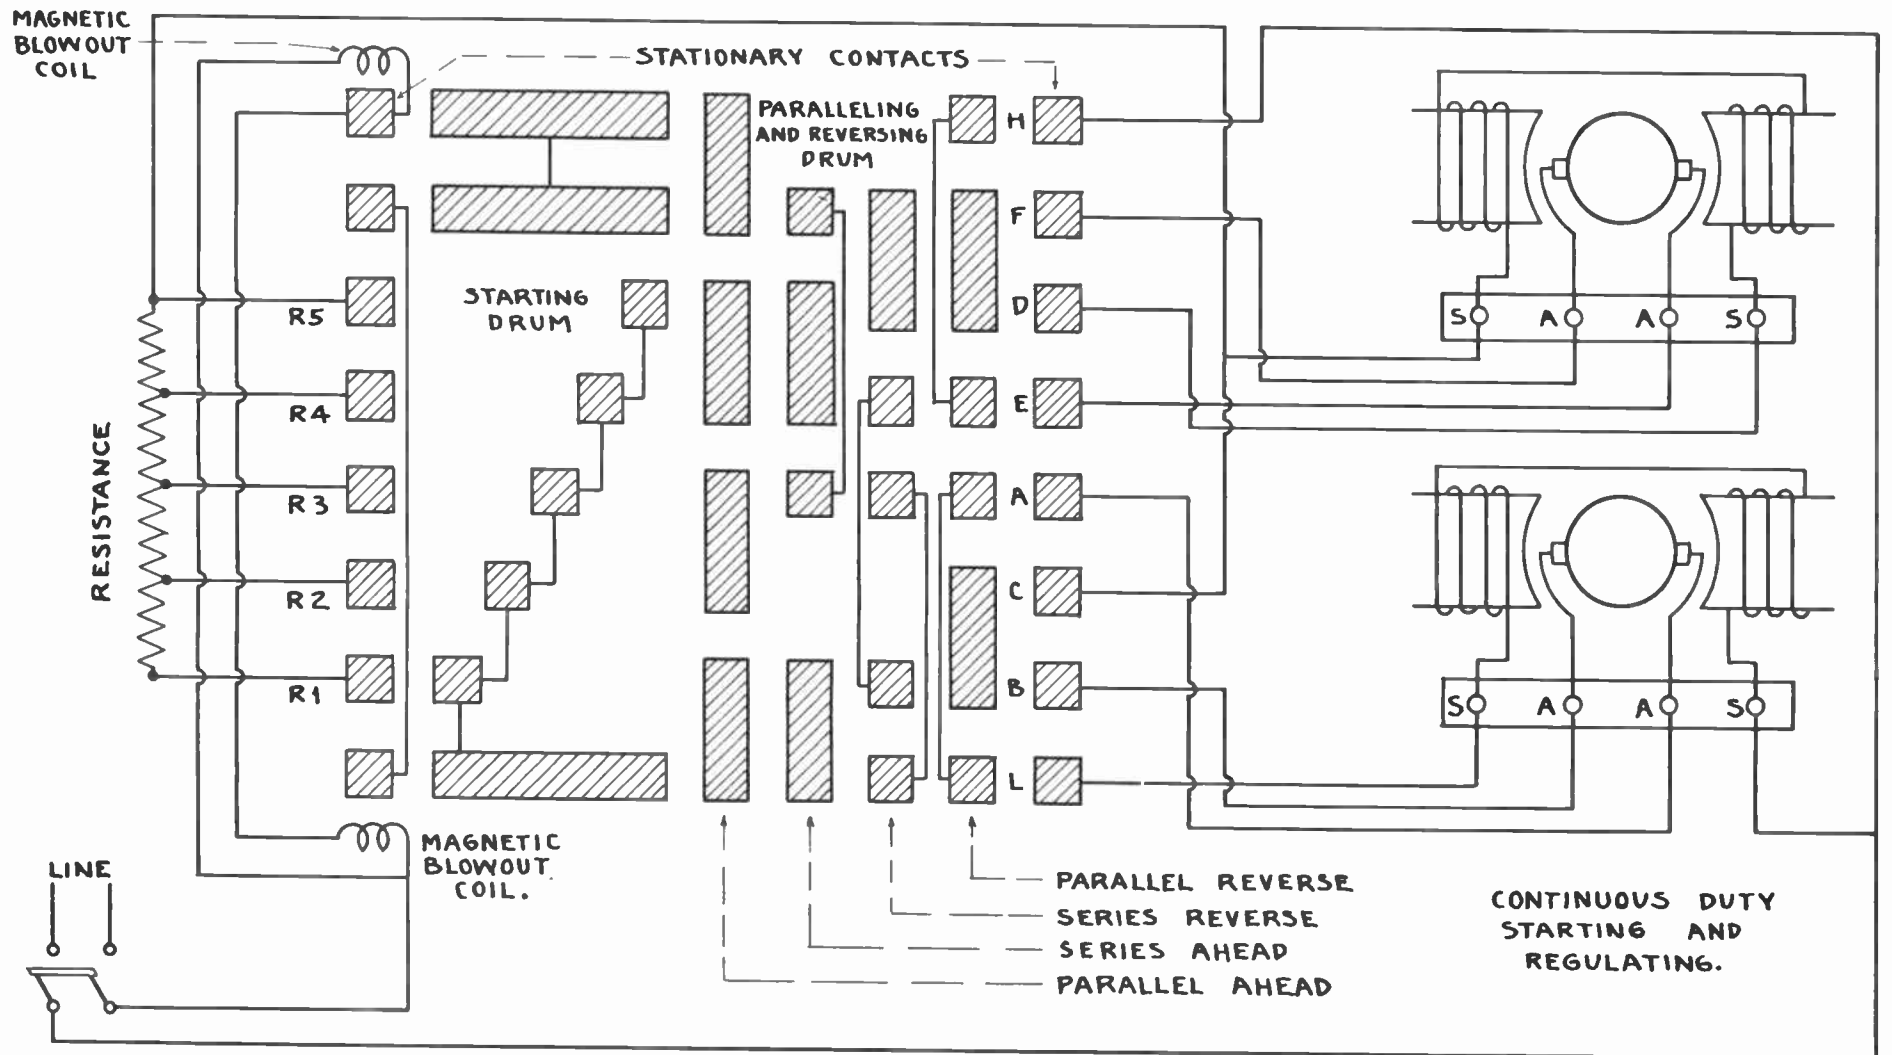 MAGNETIC
BLOWOUT
COIL
STATIONARY CONTACTS
PARALLELING
AND REVERSING
DRUM
H
F
STARTING
DRUM
D
R5
S A A S
R4
E
RESISTANCE
R3
A
R2
C
R1
B
S A A S
L
MAGNETIC
BLOWOUT
COIL.
LINE
PARALLEL REVERSE
SERIES REVERSE
SERIES AHEAD
PARALLEL AHEAD
CONTINUOUS DUTY
STARTING AND
REGULATING.